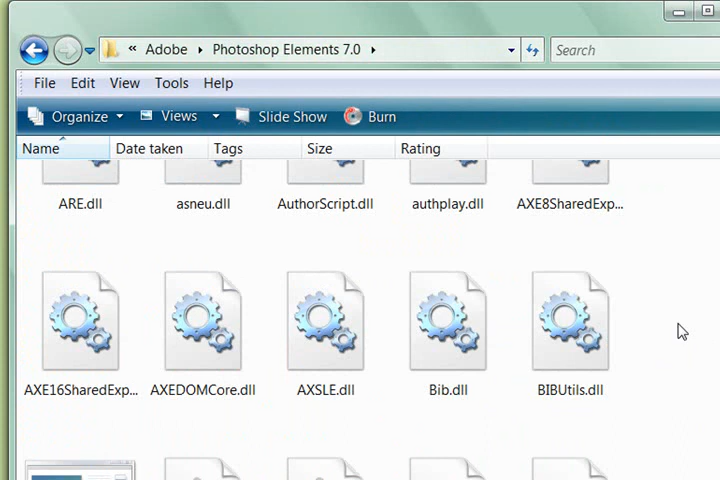 « Adobe Photoshop Elements 7.0 Search
File Edit View Tools Help
Organize Views Slide Show Burn
Name Date taken Tags Size Rating
ARE.dll asneu.dll AuthorScript.dll authplay.dll AXE8SharedExp...
AXE16SharedExp... AXEDOMCore.dll AXSLE.dll Bib.dll BIBUtils.dll